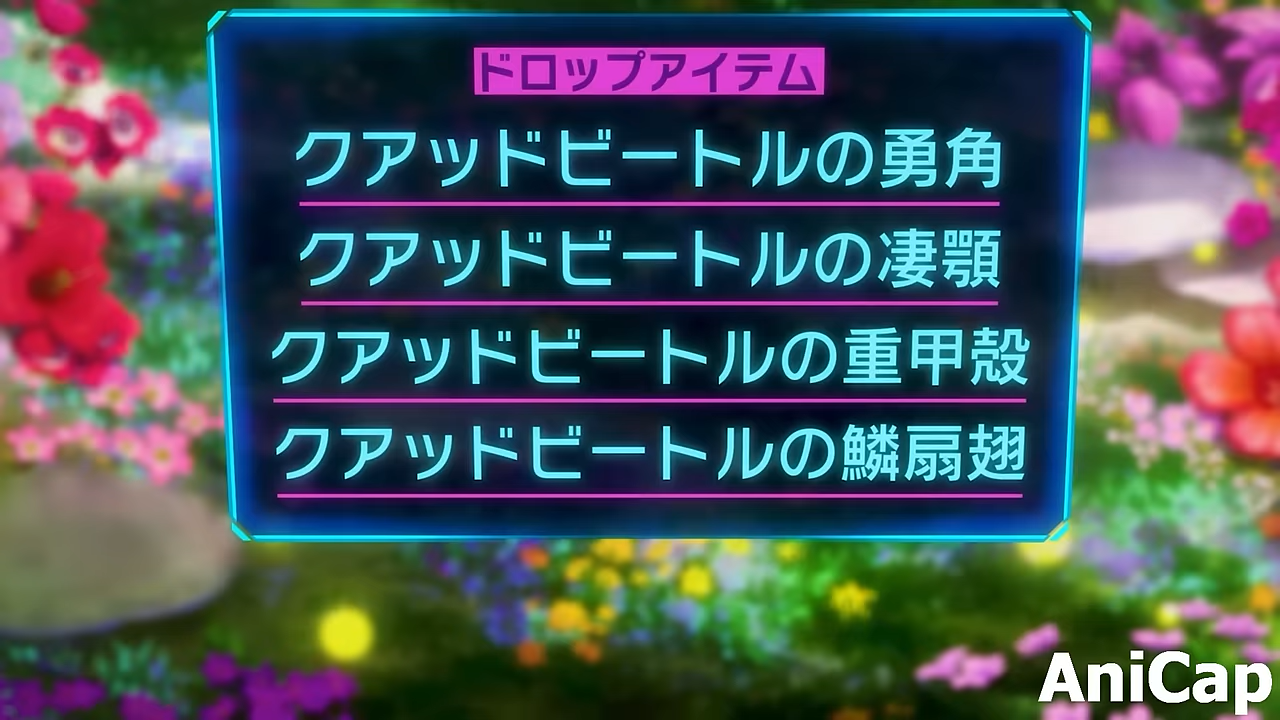 ドロップアイテム
クアッドビートルの勇角
クアッドビートルの凄顎
クアッドビートルの重甲殻
クアッドビートルの鱗扇翅
AniCap